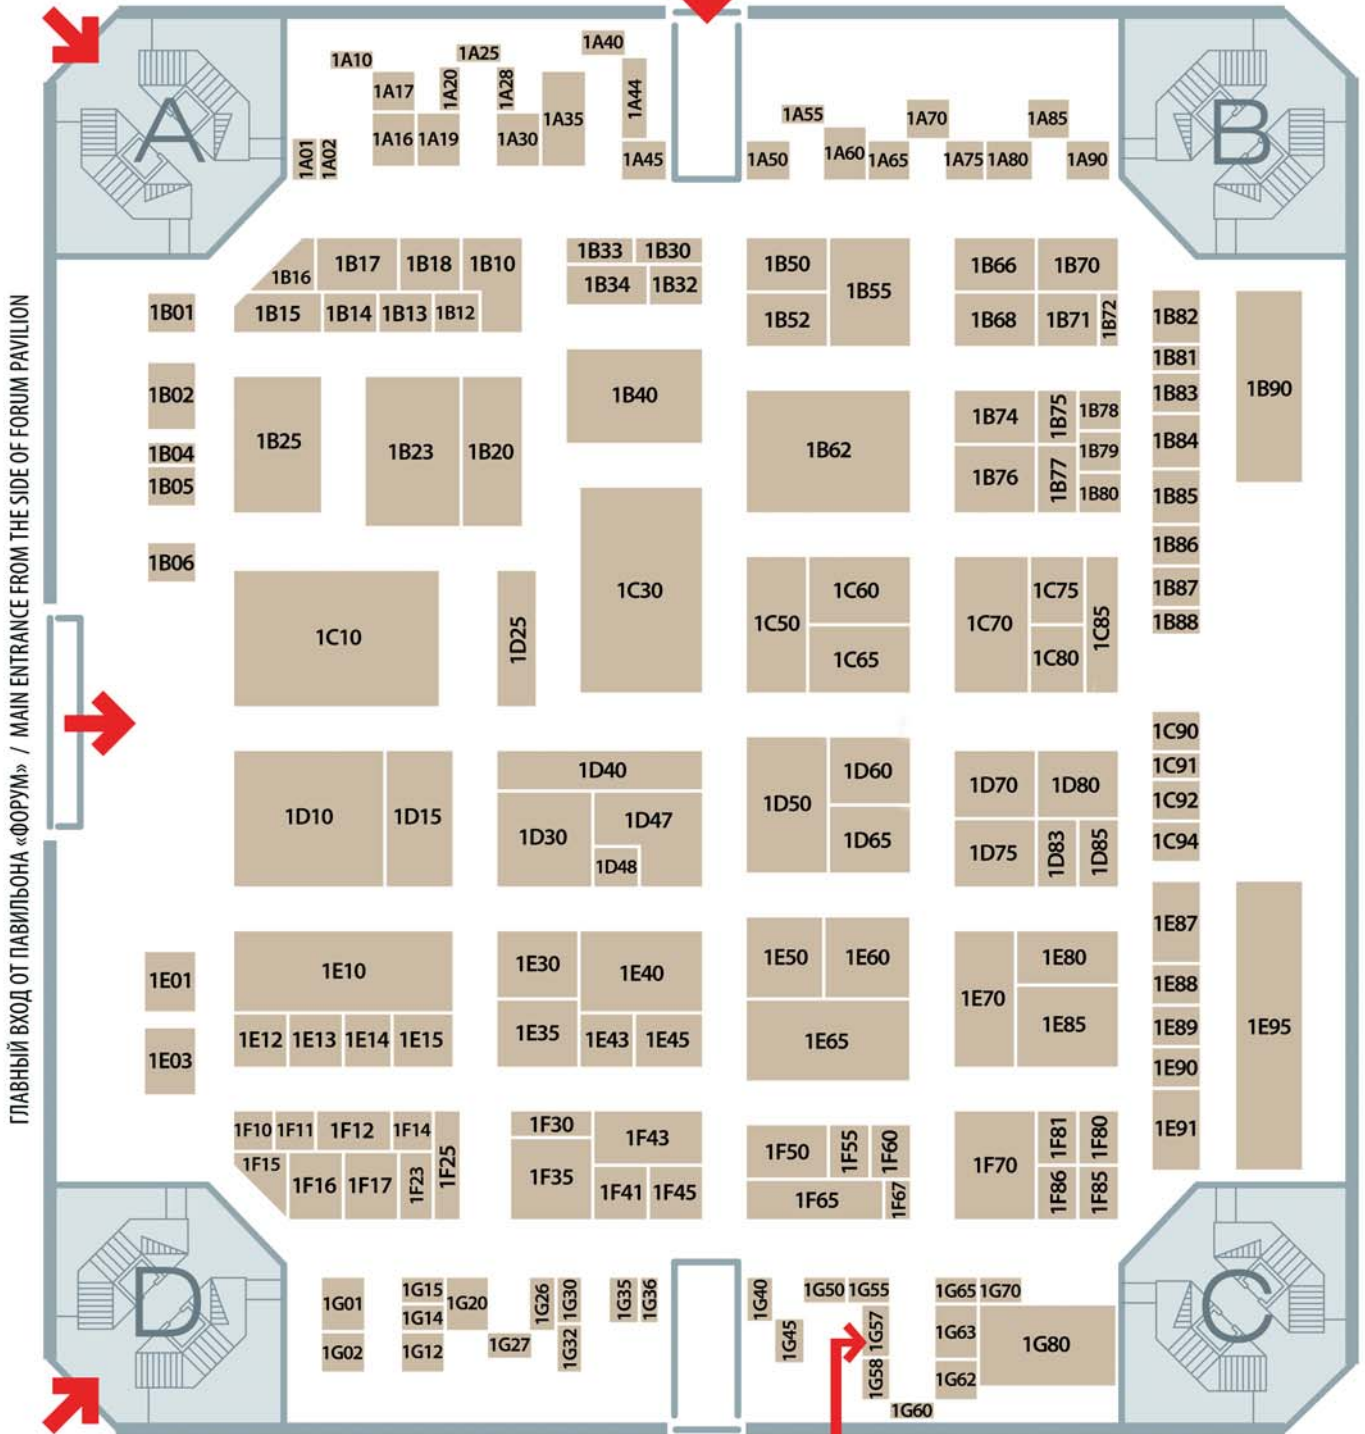 ГЛАВНЫЙ ВХОД ОТ ПАВИЛЬОНА «ФОРУМ» / MAIN ENTRANCE FROM THE SIDE OF FORUM PAVILION
A
B
1A10
1A25
1A40
1A17
1A20
1A28
1A35
1A44
1A01
1A02
1A16
1A19
1A30
1A45
1A55
1A70
1A85
1A50
1A60
1A65
1A75
1A80
1A90
1B16
1B17
1B18
1B10
1B15
1B14
1B13
1B12
1B33
1B30
1B34
1B32
1B50
1B55
1B52
1B66
1B70
1B68
1B71
1B72
1B01
1B02
1B04
1B05
1B06
1B25
1B23
1B20
1B40
1B62
1B74
1B75
1B78
1B76
1B77
1B79
1B80
1B82
1B81
1B83
1B84
1B85
1B86
1B87
1B88
1B90
1C10
1D25
1C30
1C50
1C60
1C65
1C70
1C75
1C80
1C85
1C90
1C91
1C92
1C94
1D10
1D15
1D40
1D30
1D47
1D48
1D50
1D60
1D65
1D70
1D80
1D75
1D83
1D85
1E01
1E03
1E10
1E12
1E13
1E14
1E15
1E30
1E40
1E35
1E43
1E45
1E50
1E60
1E65
1E70
1E80
1E85
1E87
1E88
1E89
1E90
1E91
1E95
1F10
1F11
1F12
1F14
1F25
1F15
1F16
1F17
1F23
1F30
1F43
1F35
1F41
1F45
1F50
1F55
1F60
1F65
1F67
1F70
1F81
1F80
1F86
1F85
D
C
1G01
1G02
1G15
1G14
1G12
1G20
1G27
1G26
1G30
1G32
1G35
1G36
1G40
1G45
1G50
1G55
1G57
1G58
1G60
1G65
1G70
1G63
1G62
1G80